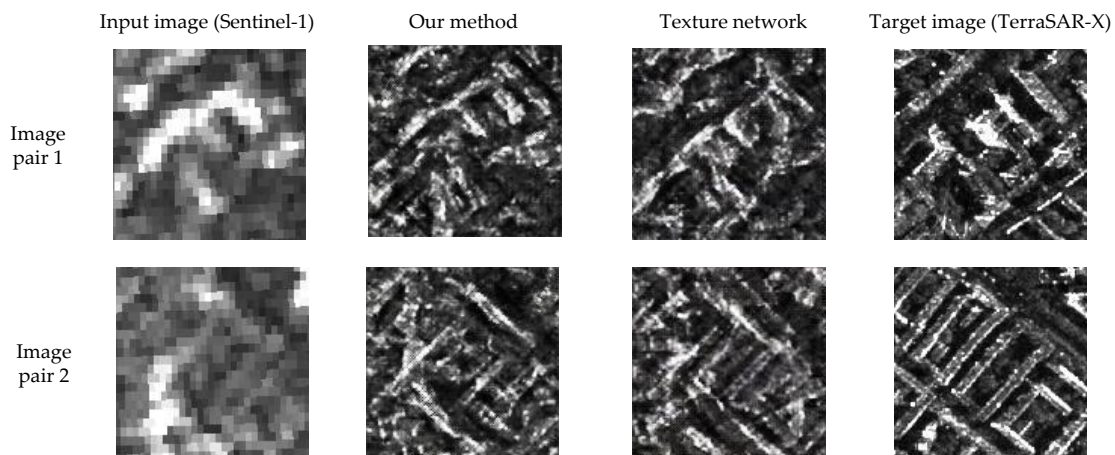 Input image (Sentinel-1) Our method Texture network Target image (TerraSAR-X)
Image
pair 1
Image
pair 2